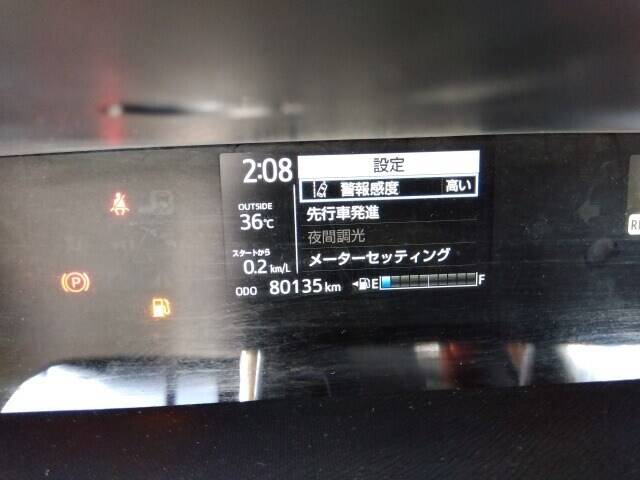 2:08
設定
警報感度 高い
OUTSIDE
36℃
先行車発進
夜間調光
スタートから
0.2 km/L
メーターセッティング
ODO 80135 km
E F
P